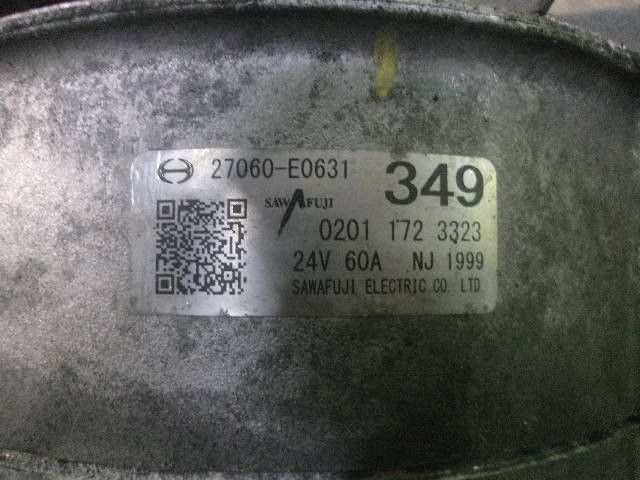 27060-E0631
349
SAWAFUJI
0201 172 3323
24V 60A NJ 1999
SAWAFUJI ELECTRIC CO. LTD